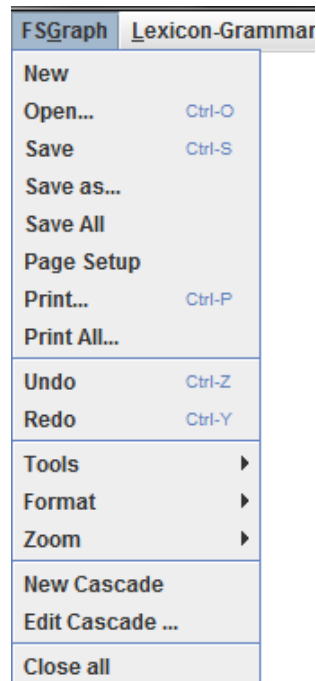 FSGraph Lexicon-Grammar
New
Open... Ctrl-O
Save Ctrl-S
Save as...
Save All
Page Setup
Print... Ctrl-P
Print All...
Undo Ctrl-Z
Redo Ctrl-Y
Tools
Format
Zoom
New Cascade
Edit Cascade ...
Close all